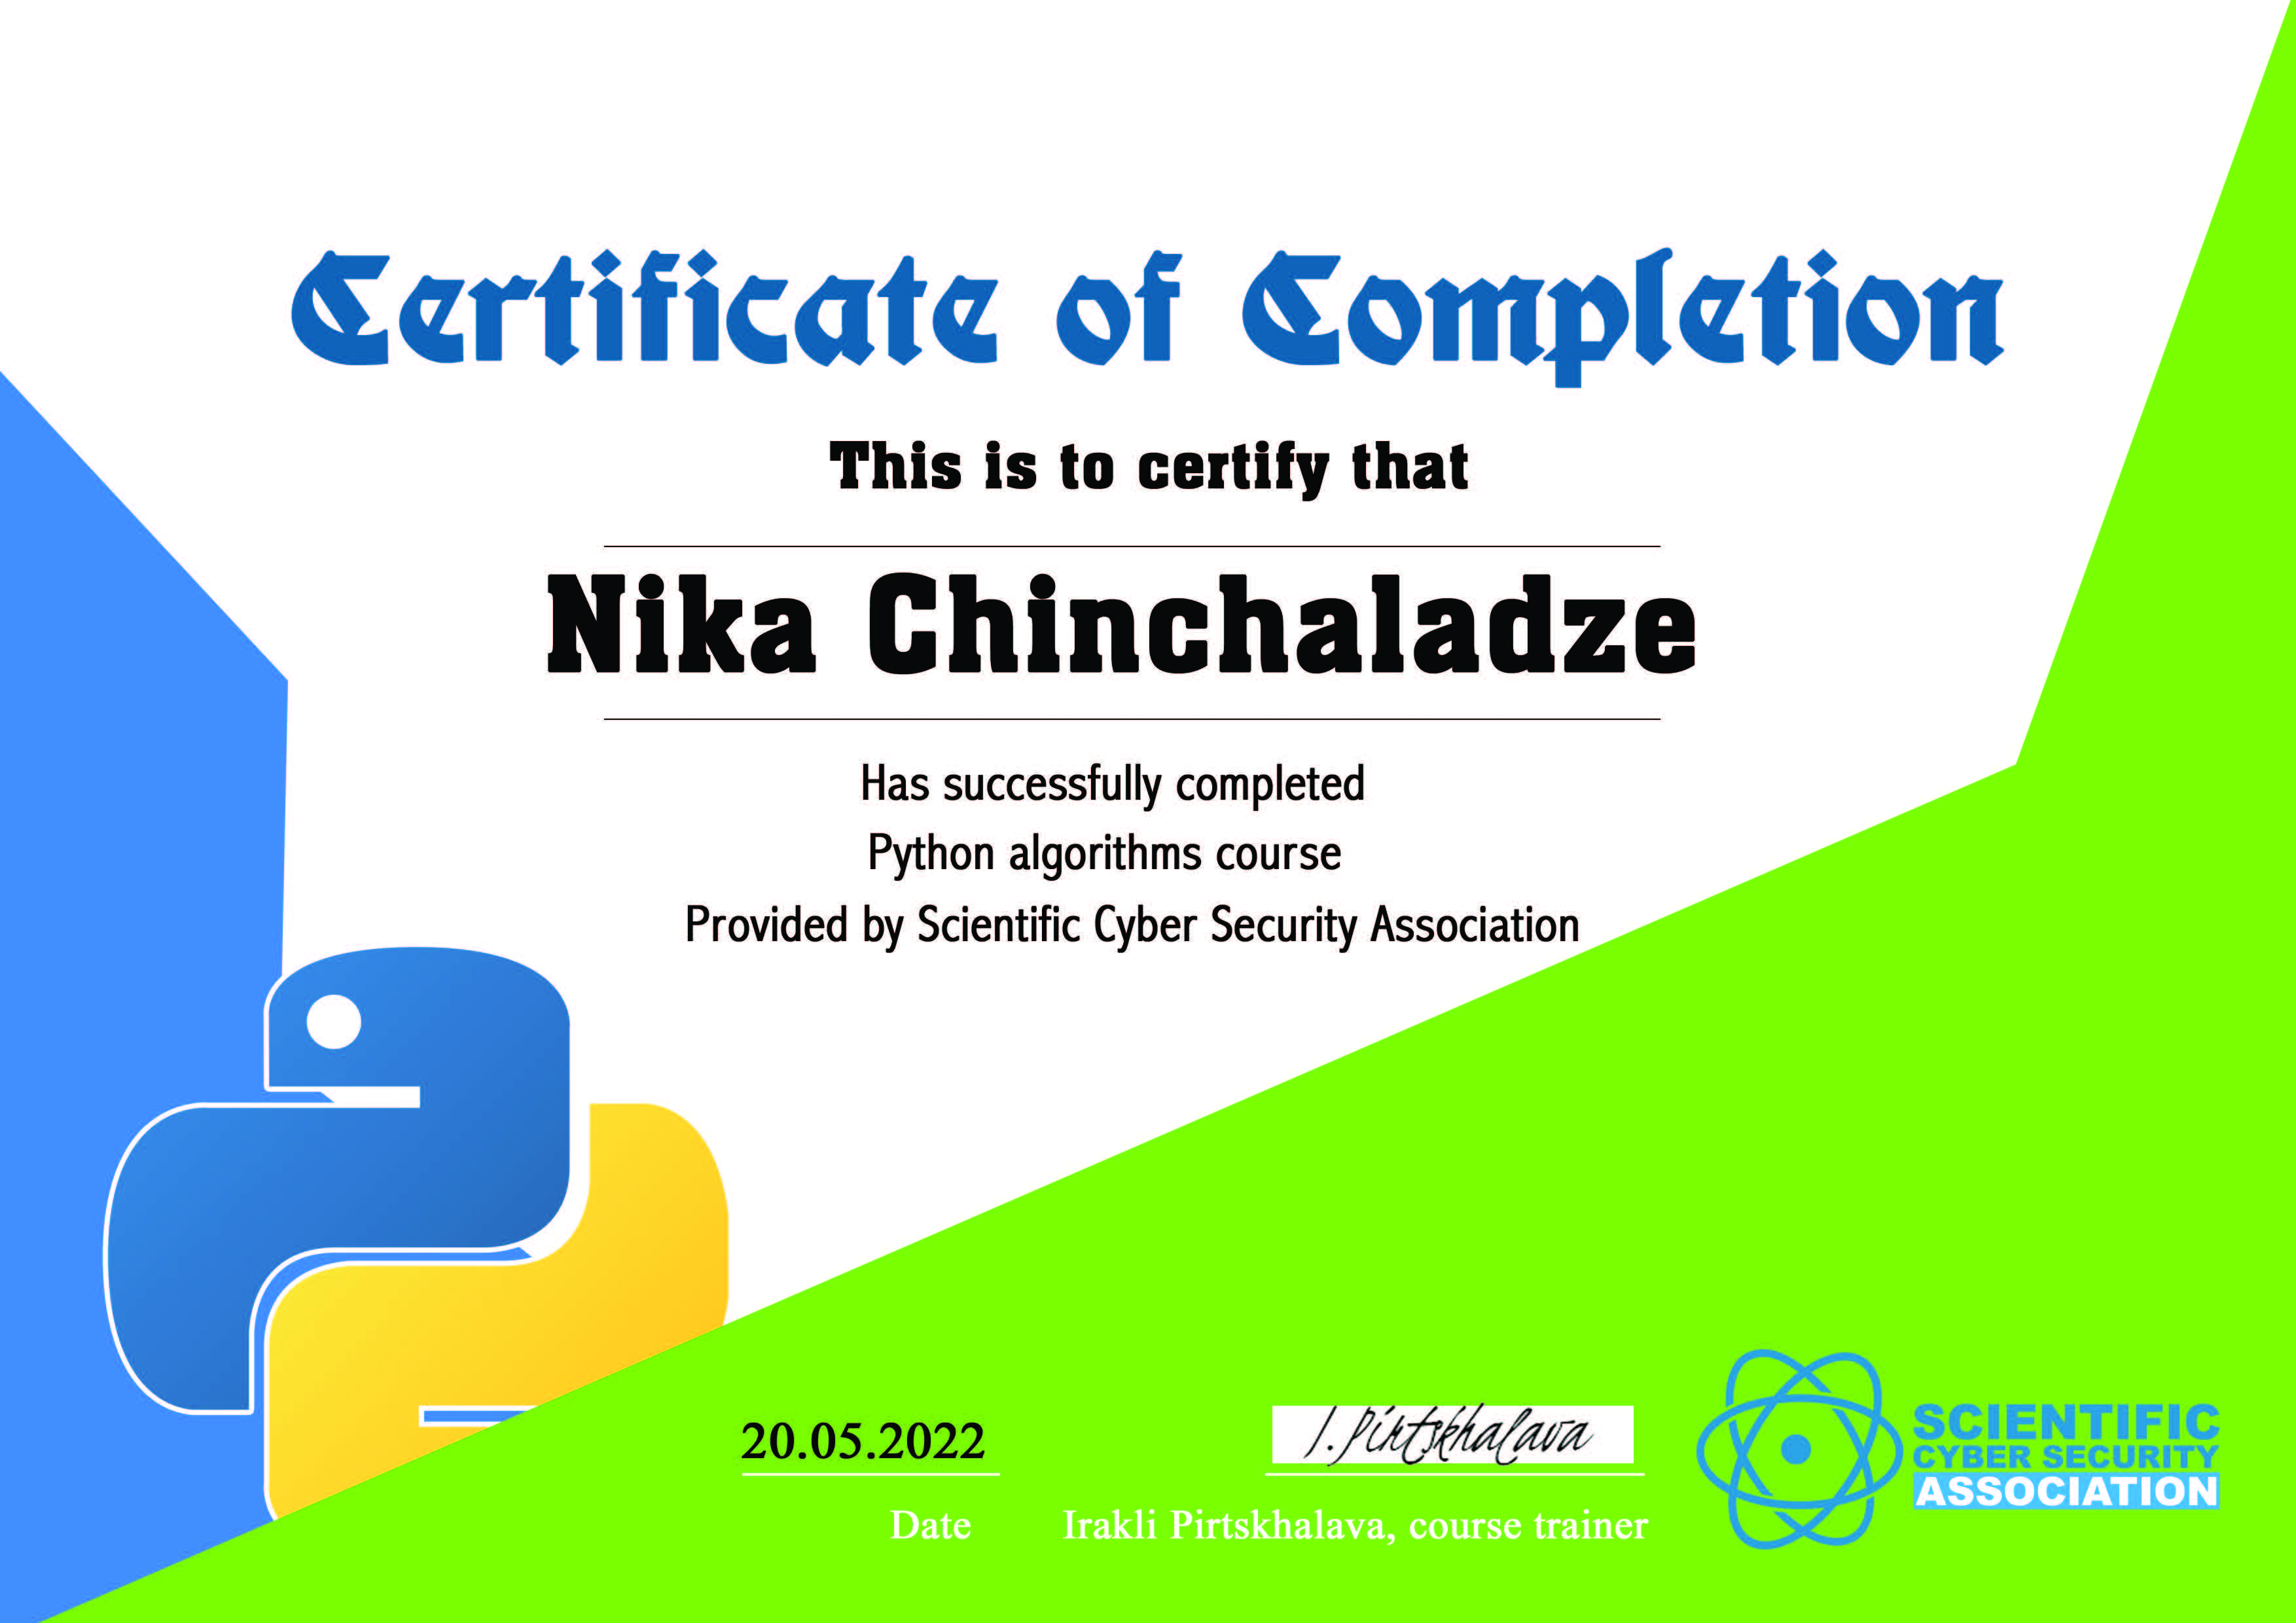 Certificate of Completion
This is to certify that
Nika Chinchaladze
Has successfully completed
Python algorithms course
Provided by Scientific Cyber Security Association
20.05.2022
I. Pirtskhalava
Date
Irakli Pirtskhalava, course trainer
SCIENTIFIC
CYBER SECURITY
ASSOCIATION